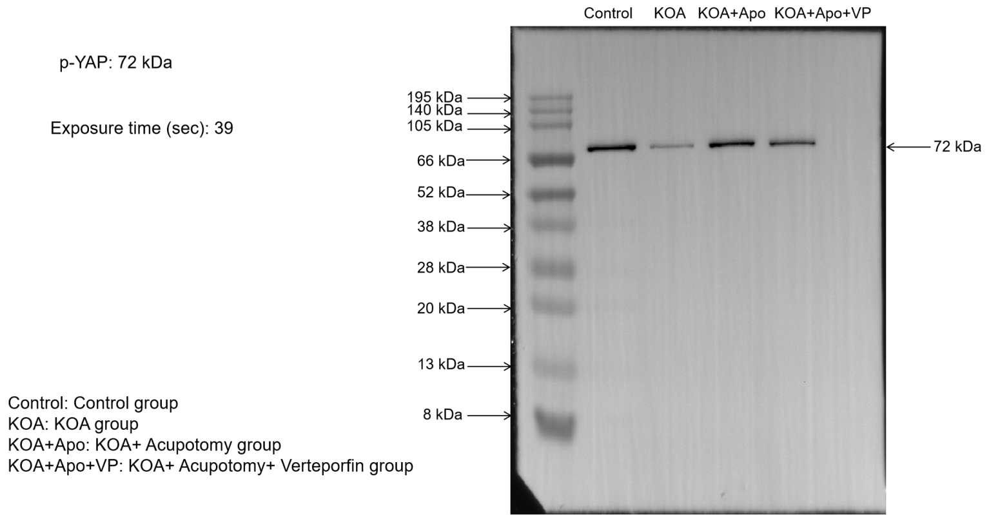 Control KOA KOA+Apo KOA+Apo+VP
p-YAP: 72 kDa
Exposure time (sec): 39
195 kDa
140 kDa
105 kDa
72 kDa
66 kDa
52 kDa
38 kDa
28 kDa
20 kDa
13 kDa
8 kDa
Control: Control group
KOA: KOA group
KOA+Apo: KOA+ Acupotomy group
KOA+Apo+VP: KOA+ Acupotomy+ Verteporfin group